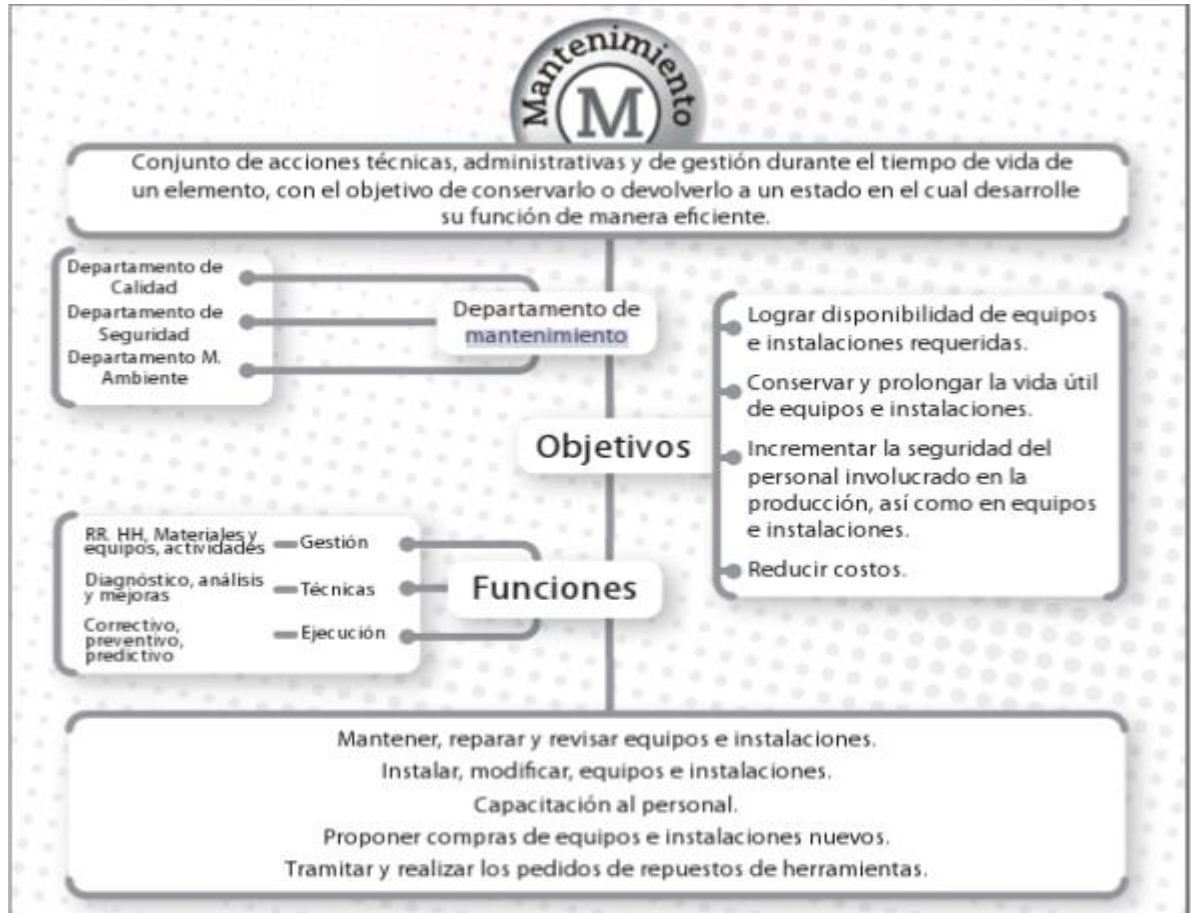 Mantenimiento
M
Conjunto de acciones técnicas, administrativas y de gestión durante el tiempo de vida de
un elemento, con el objetivo de conservarlo o devolverlo a un estado en el cual desarrolle
su función de manera eficiente.
Departamento de
Calidad
Departamento de
Seguridad
Departamento M.
Ambiente
Departamento de
mantenimiento
Objetivos
Lograr disponibilidad de equipos
e instalaciones requeridas.
Conservar y prolongar la vida útil
de equipos e instalaciones.
Incrementar la seguridad del
personal involucrado en la
producción, así como en equipos
e instalaciones.
Reducir costos.
RR. HH, Materiales y
equipos, actividades
Gestión
Diagnóstico, análisis
y mejoras
Técnicas
Correctivo,
preventivo,
predictivo
Ejecución
Funciones
Mantener, reparar y revisar equipos e instalaciones.
Instalar, modificar, equipos e instalaciones.
Capacitación al personal.
Proponer compras de equipos e instalaciones nuevos.
Tramitar y realizar los pedidos de repuestos de herramientas.